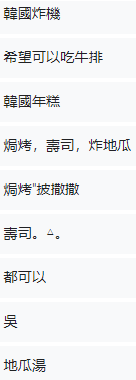 韓國炸機
希望可以吃牛排
韓國年糕
焗烤，壽司，炸地瓜
焗烤"披撒撒
壽司。▵。
都可以
吳
地瓜湯